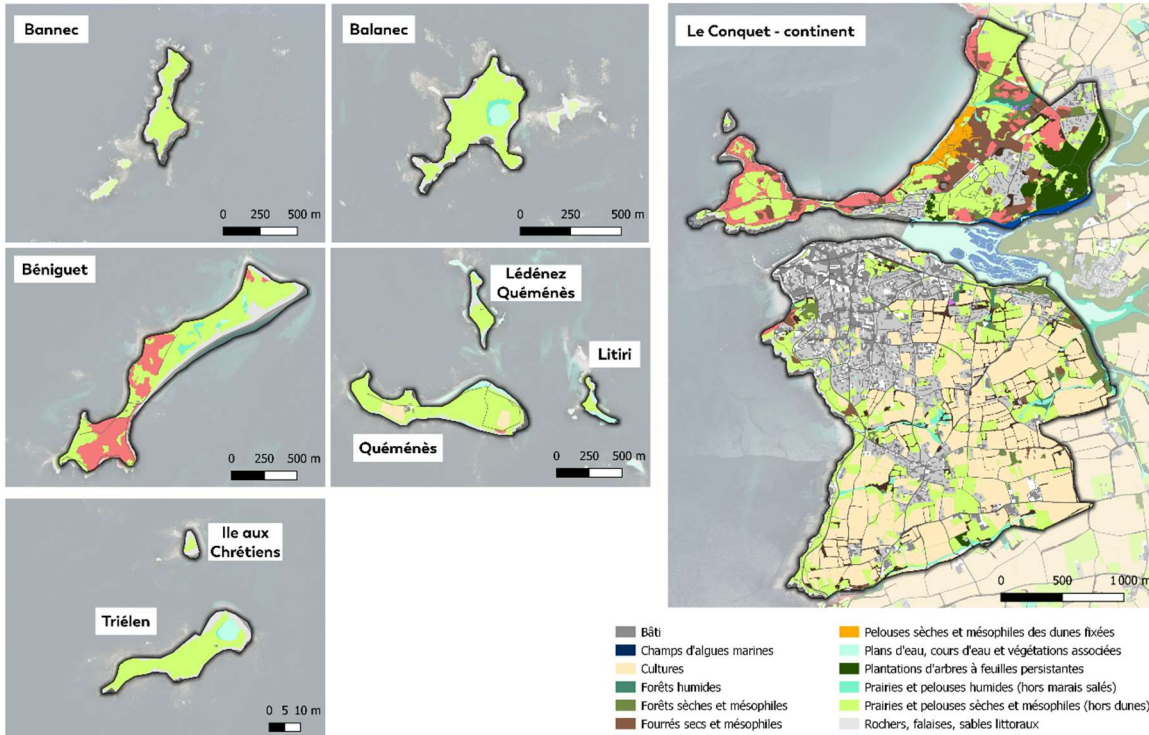 Bannec
0 250 500 m
Balanec
0 250 500 m
Le Conquet - continent
0 500 1 000 m
Béniguet
0 250 500 m
Lédénez
Quéménès
Litiri
Quéménès
0 250 500 m
Ile aux
Chrétiens
Triélen
0 5 10 m
Bâti
Champs d'algues marines
Cultures
Forêts humides
Forêts sèches et mésophiles
Fourrés secs et mésophiles
Pelouses sèches et mésophiles des dunes fixées
Plans d'eau, cours d'eau et végétations associées
Plantations d'arbres à feuilles persistantes
Prairies et pelouses humides (hors marais salés)
Prairies et pelouses sèches et mésophiles (hors dunes)
Rochers, falaises, sables littoraux